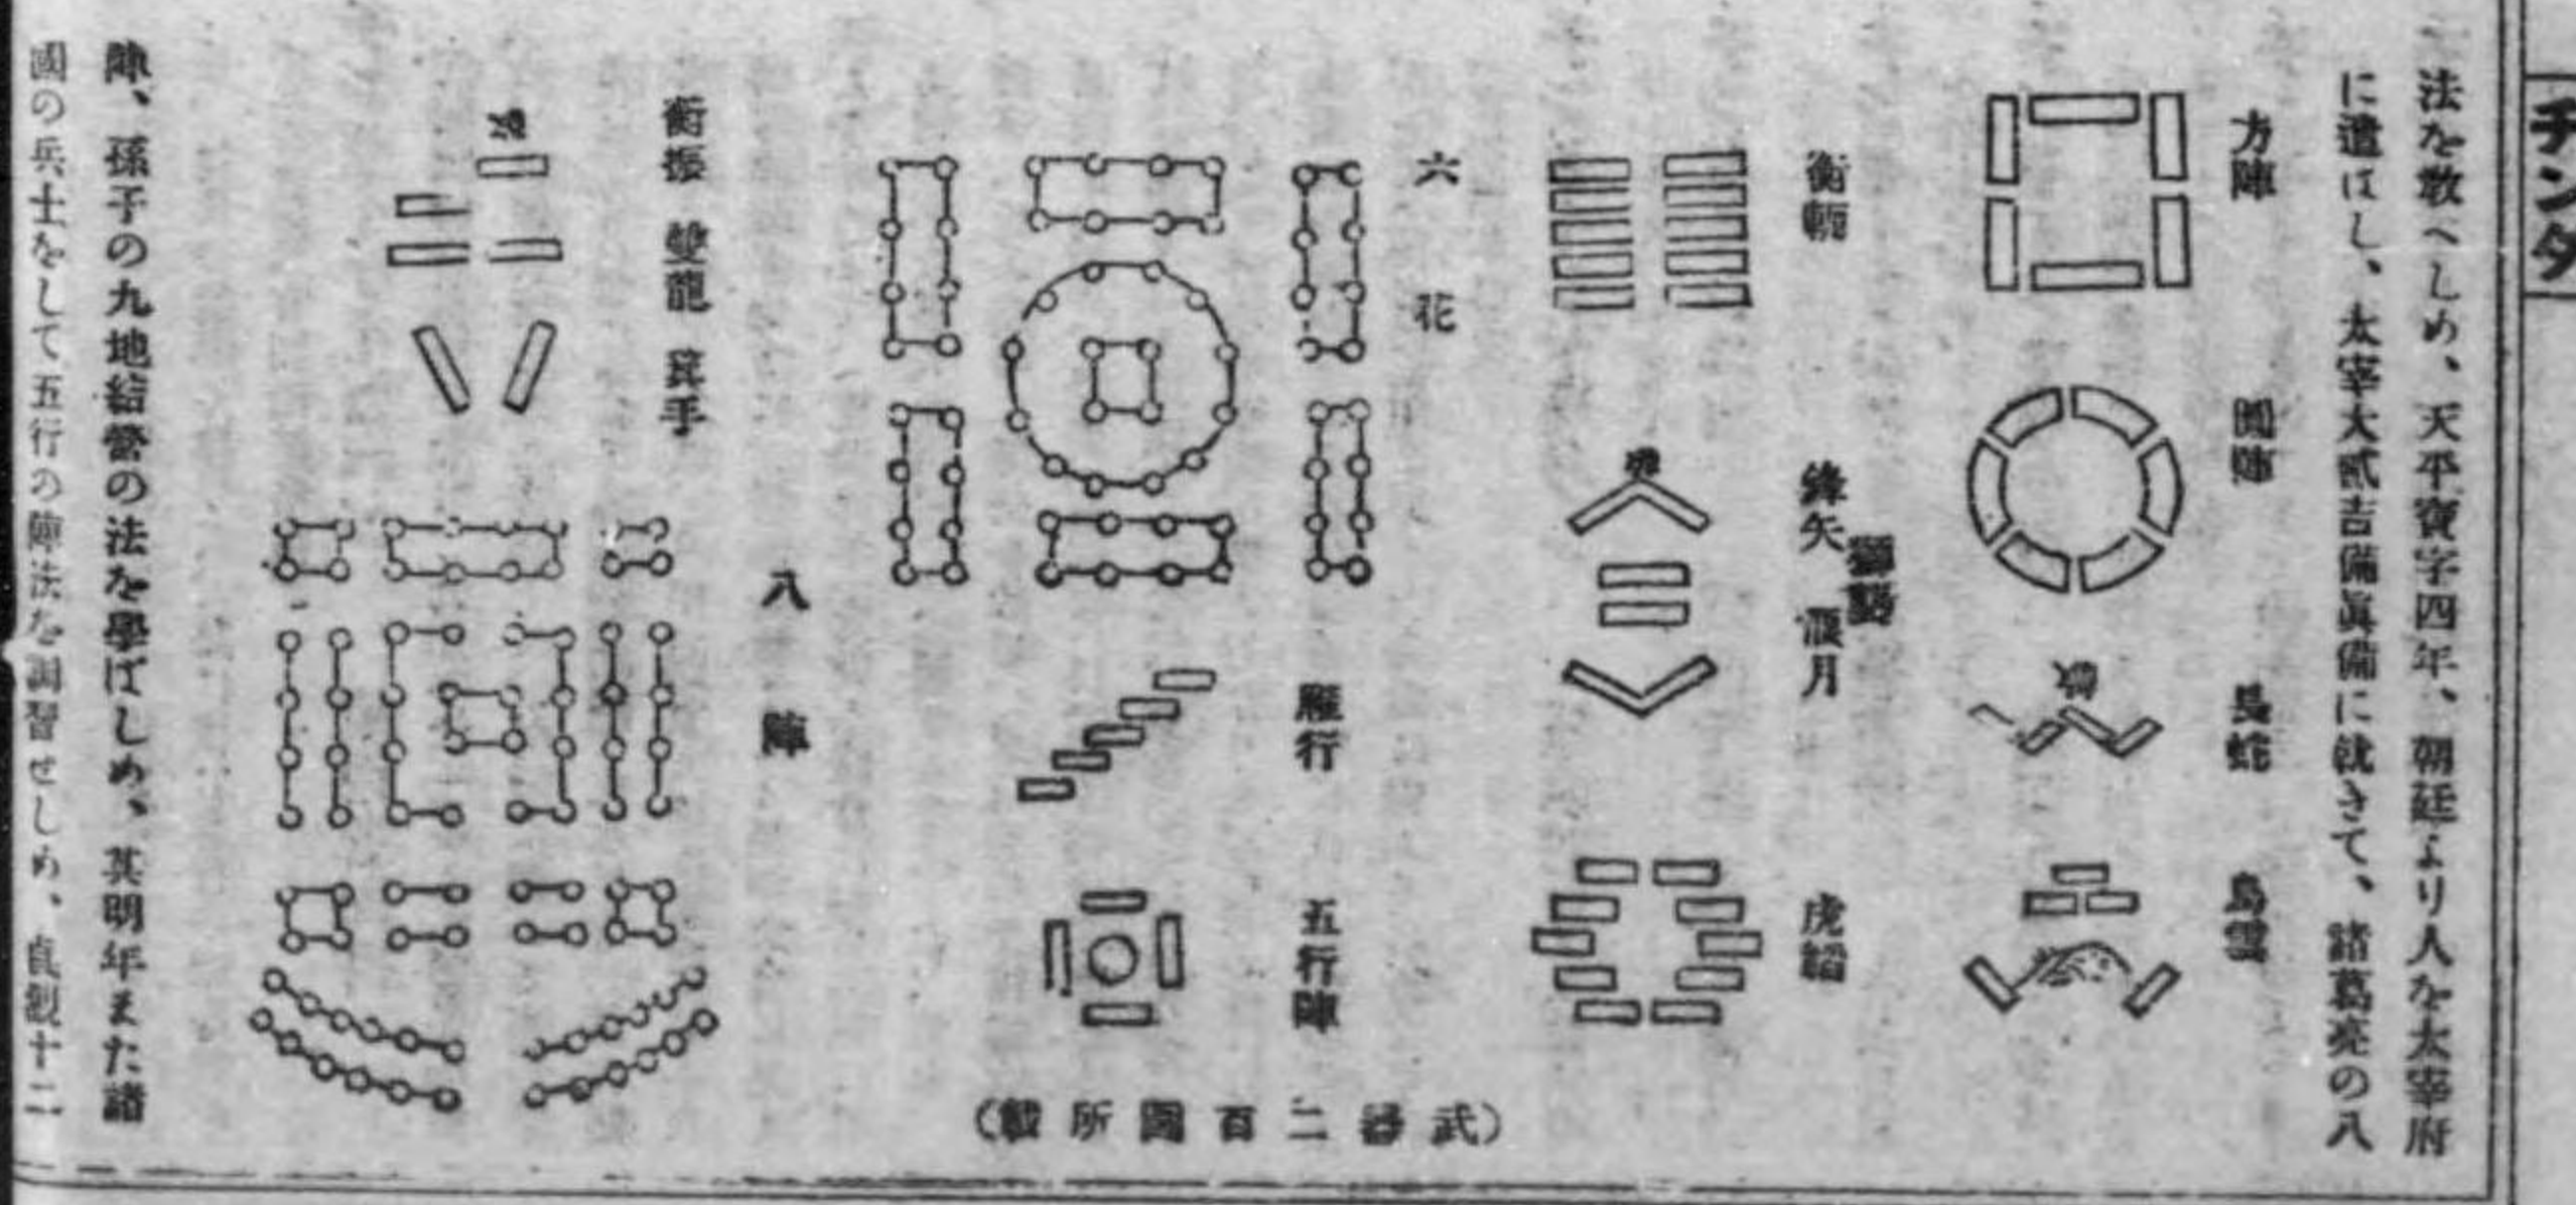 チンタ
法を敎へしめ、天平寶字四年、朝廷より人を太宰府
に遣はし、太宰大貳吉備眞備に就きて、諸葛亮の八
方陣
圓陣
長蛇
鳥雲
衡軛
鋒矢
偃月
虎韜
六花
雁行
五行陣
衡振
雙龍
箕手
八陣
(武器二百圖所載)
陣、孫子の九地結營の法を學ばしめ、其明年また諸
國の兵士をして五行の陣法を調習せしめ、貞觀十二